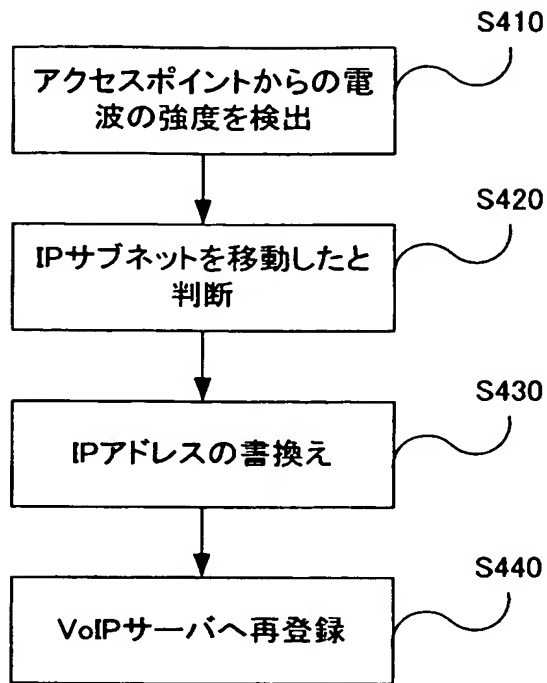 S410
アクセスポイントからの電
波の強度を検出
S420
IPサブネットを移動したと
判断
S430
IPアドレスの書換え
S440
VoIPサーバへ再登録